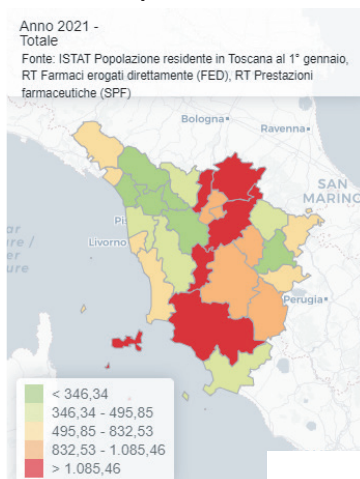 Anno 2021 -
Totale
Fonte: ISTAT Popolazione residente in Toscana al 1° gennaio,
RT Farmaci erogati direttamente (FED), RT Prestazioni
farmaceutiche (SPF)
Bologna
Ravenna
SAN
MARINO
Livorno
Perugia
< 346,34
346,34 - 495,85
495,85 - 832,53
832,53 - 1.085,46
> 1.085,46